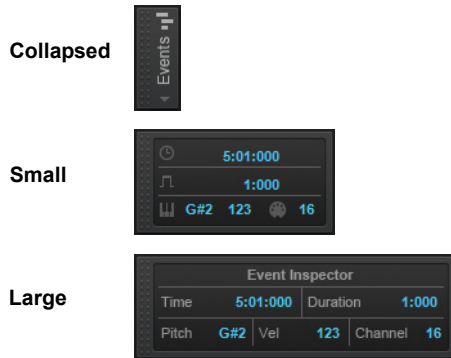 Collapsed
Events
Small
5:01:000
1:000
G#2 123 16
Large
Event Inspector
Time 5:01:000 Duration 1:000
Pitch G#2 Vel 123 Channel 16